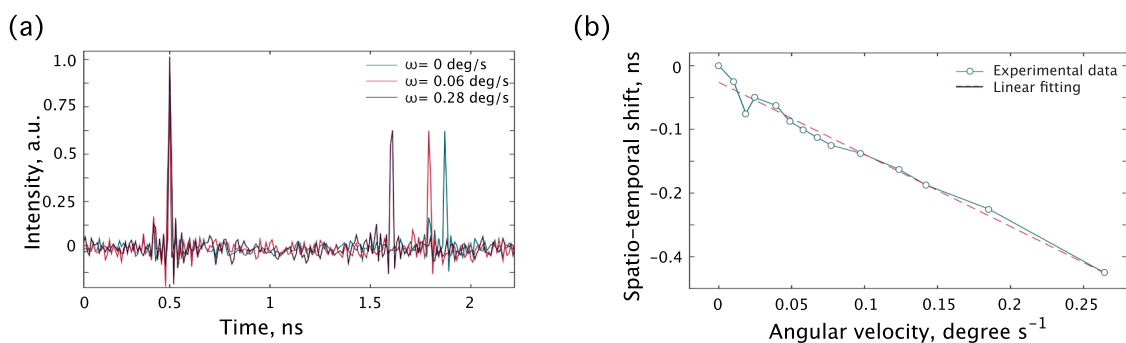 (a)
Intensity, a.u.
1.0
0.75
0.5
0.25
0
ω= 0 deg/s
ω= 0.06 deg/s
ω= 0.28 deg/s
0
0.5
1
1.5
2
Time, ns
(b)
Spatio-temporal shift, ns
0
-0.1
-0.2
-0.4
Experimental data
Linear fitting
0
0.05
0.1
0.15
0.2
0.25
Angular velocity, degree s⁻¹